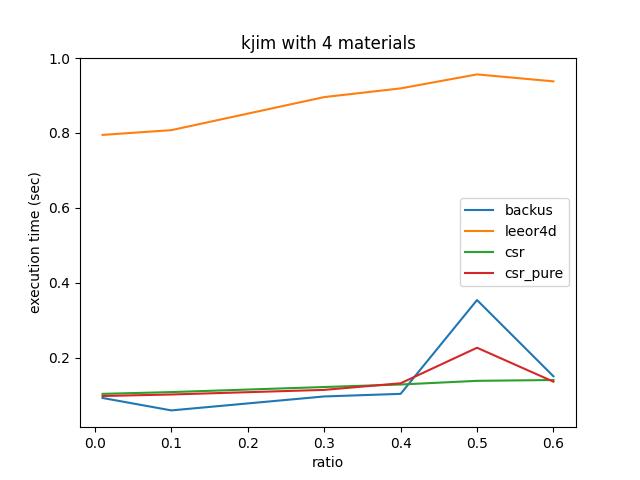 kjim with 4 materials
execution time (sec)
1.0
0.8
0.6
0.4
0.2
backus
leeor4d
csr
csr_pure
0.0 0.1 0.2 0.3 0.4 0.5 0.6
ratio